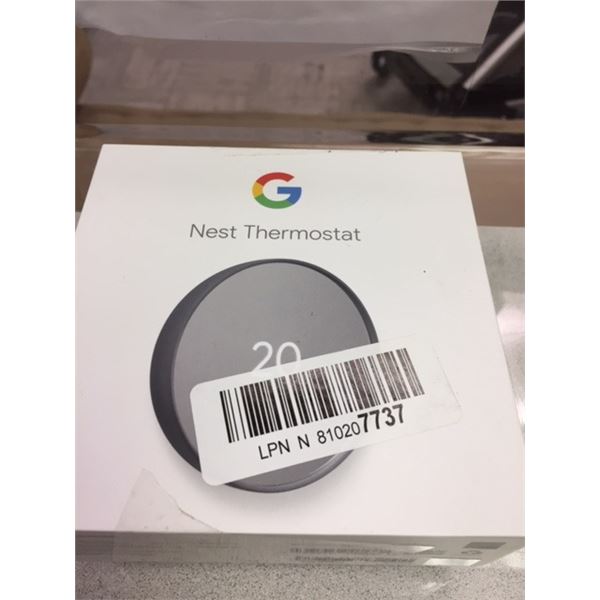 G
Nest Thermostat
20
LPN N 810207737